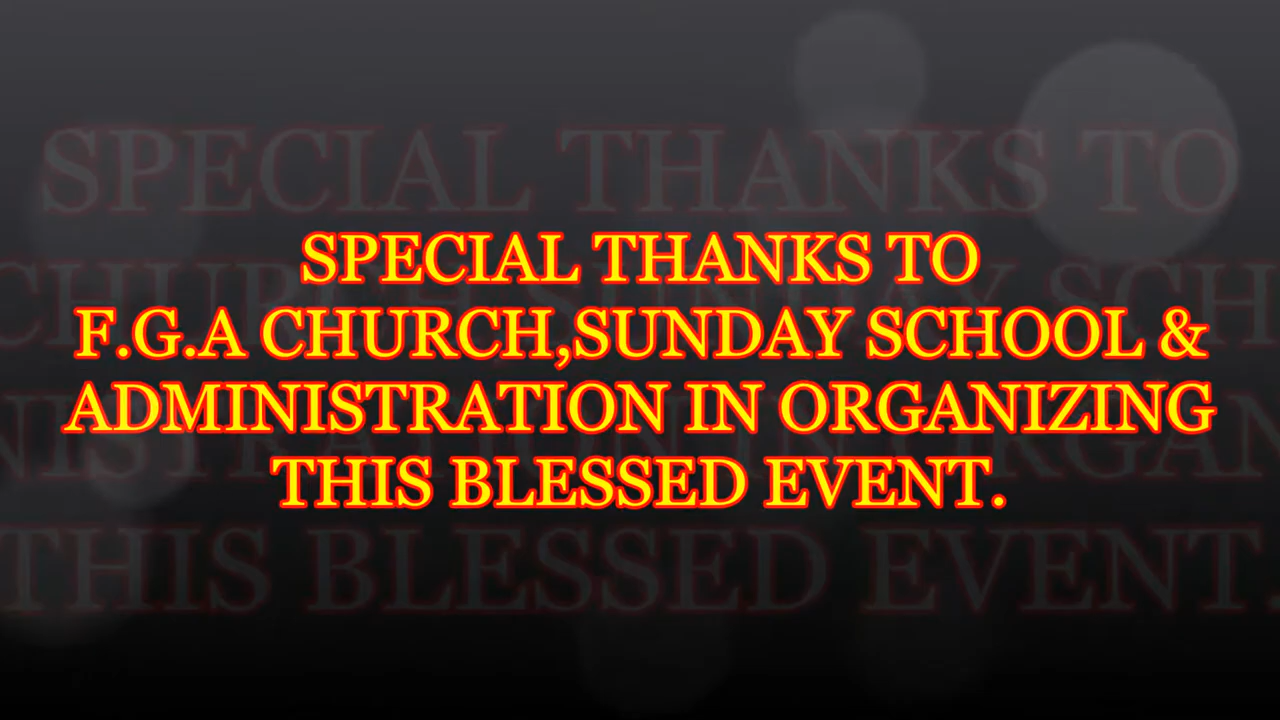 SPECIAL THANKS TO
F.G.A CHURCH,SUNDAY SCHOOL &
ADMINISTRATION IN ORGANIZING
THIS BLESSED EVENT.